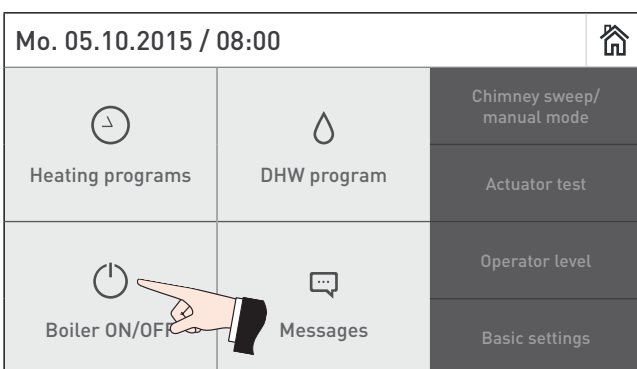 Mo. 05.10.2015 / 08:00
Chimney sweep/
manual mode
Heating programs
DHW program
Actuator test
Operator level
Boiler ON/OFF
Messages
Basic settings